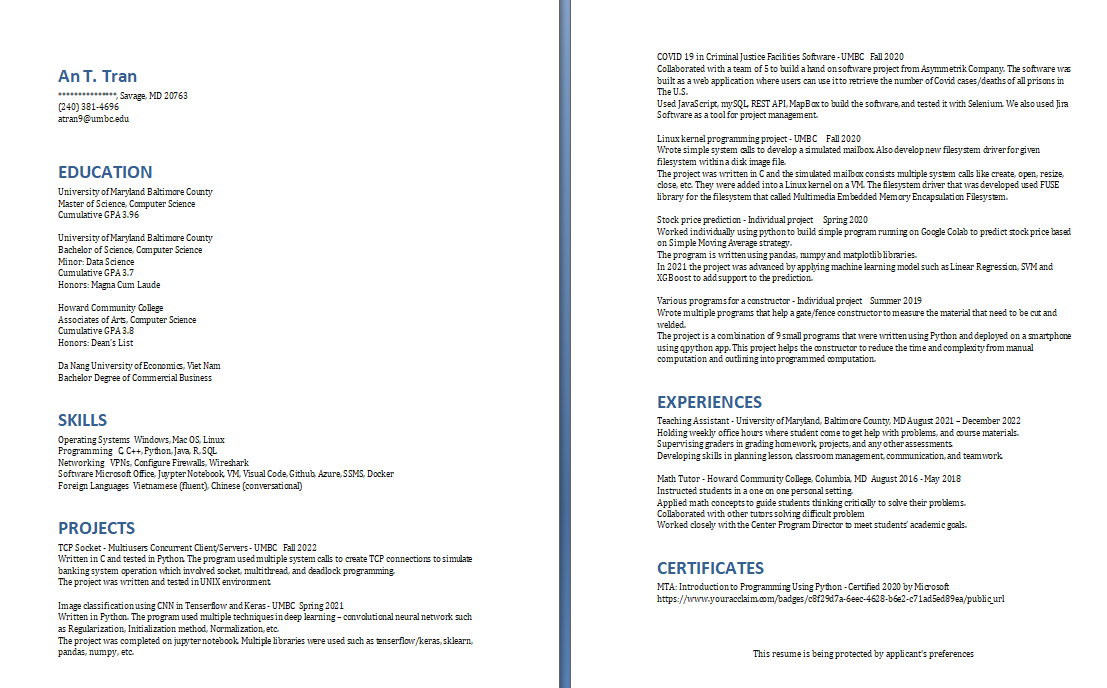 An T. Tran
***************, Savage, MD 20763
(240) 381-4696
atran9@umbc.edu
EDUCATION
University of Maryland Baltimore County
Master of Science, Computer Science
Cumulative GPA 3.96
University of Maryland Baltimore County
Bachelor of Science, Computer Science
Minor: Data Science
Cumulative GPA 3.7
Honors: Magna Cum Laude
Howard Community College
Associates of Arts, Computer Science
Cumulative GPA 3.8
Honors: Dean's List
Da Nang University of Economics, Viet Nam
Bachelor Degree of Commercial Business
SKILLS
Operating Systems Windows, Mac OS, Linux
Programming C, C++, Python, Java, R, SQL
Networking VPNs, Configure Firewalls, Wireshark
Software Microsoft Office, Juypter Notebook, VM, Visual Code, Github, Azure, SSMS, Docker
Foreign Languages Vietnamese (fluent), Chinese (conversational)
PROJECTS
TCP Socket - Multiusers Concurrent Client/Servers - UMBC Fall 2022
Written in C and tested in Python. The program used multiple system calls to create TCP connections to simulate
banking system operation which involved socket, multithread, and deadlock programming.
The project was written and tested in UNIX environment.
Image classification using CNN in Tenserflow and Keras - UMBC Spring 2021
Written in Python. The program used multiple techniques in deep learning – convolutional neural network such
as Regularization, Initialization method, Normalization, etc.
The project was completed on jupyter notebook. Multiple libraries were used such as tenserflow/keras, sklearn,
pandas, numpy, etc.
COVID 19 in Criminal Justice Facilities Software - UMBC Fall 2020
Collaborated with a team of 5 to build a hand on software project from Asymmetrik Company. The software was
built as a web application where users can use it to retrieve the number of Covid cases/deaths of all prisons in
The U.S.
Used JavaScript, mySQL, REST API, MapBox to build the software, and tested it with Selenium. We also used Jira
Software as a tool for project management.
Linux kernel programming project - UMBC Fall 2020
Wrote simple system calls to develop a simulated mailbox. Also develop new filesystem driver for given
filesystem within a disk image file.
The project was written in C and the simulated mailbox consists multiple system calls like create, open, resize,
close, etc. They were added into a Linux kernel on a VM. The filesystem driver that was developed used FUSE
library for the filesystem that called Multimedia Embedded Memory Encapsulation Filesystem.
Stock price prediction - Individual project Spring 2020
Worked individually using python to build simple program running on Google Colab to predict stock price based
on Simple Moving Average strategy.
The program is written using pandas, numpy and matplotlib libraries.
In 2021 the project was advanced by applying machine learning model such as Linear Regression, SVM and
XGBoost to add support to the prediction.
Various programs for a constructor - Individual project Summer 2019
Wrote multiple programs that help a gate/fence constructor to measure the material that need to be cut and
welded.
The project is a combination of 9 small programs that were written using Python and deployed on a smartphone
using qpython app. This project helps the constructor to reduce the time and complexity from manual
computation and outlining into programmed computation.
EXPERIENCES
Teaching Assistant - University of Maryland, Baltimore County, MD August 2021 – December 2022
Holding weekly office hours where student come to get help with problems, and course materials.
Supervising graders in grading homework, projects, and any other assessments.
Developing skills in planning lesson, classroom management, communication, and teamwork.
Math Tutor - Howard Community College, Columbia, MD August 2016 - May 2018
Instructed students in a one on one personal setting.
Applied math concepts to guide students thinking critically to solve their problems.
Collaborated with other tutors solving difficult problem
Worked closely with the Center Program Director to meet students' academic goals.
CERTIFICATES
MTA: Introduction to Programming Using Python - Certified 2020 by Microsoft
https://www.youracclaim.com/badges/c8f29d7a-6eec-4628-b6e2-c71ad5ed89ea/public_url
This resume is being protected by applicant's preferences